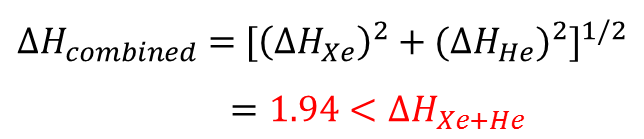 ΔH_combined = [(ΔH_Xe)² + (ΔH_He)²]^1/2
= 1.94 < ΔH_Xe+He